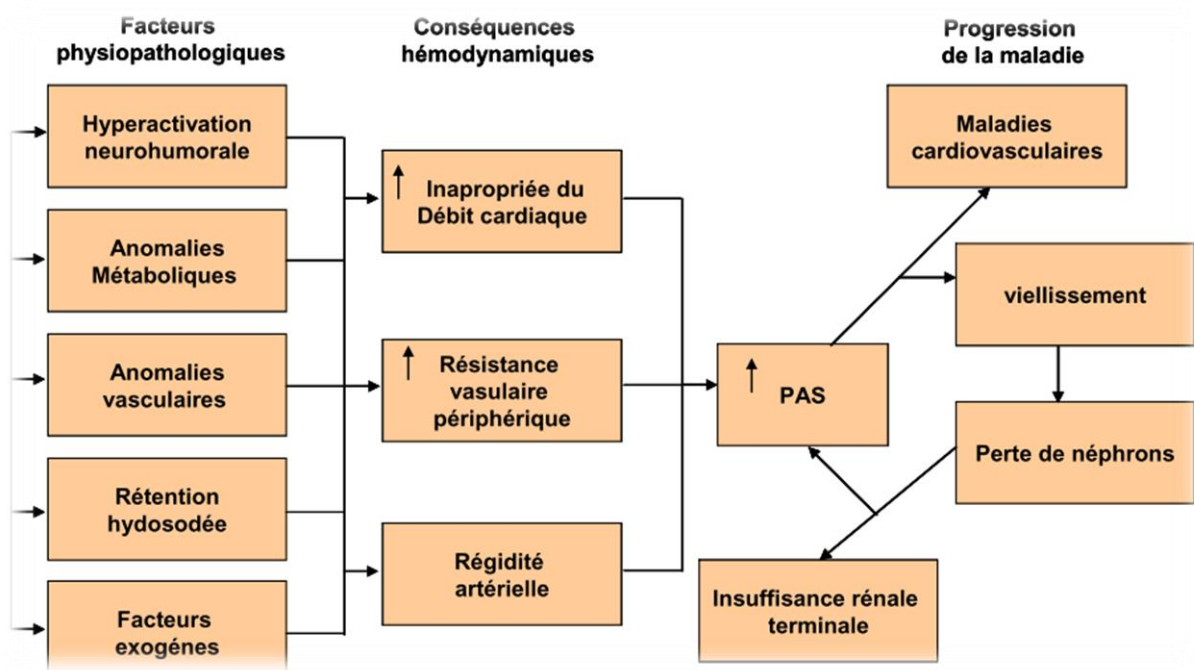 Facteurs
physiopathologiques
Conséquences
hémodynamiques
Progression
de la maladie
Hyperactivation
neurohumorale
Anomalies
Métaboliques
Anomalies
vasculaires
Rétention
hydosodée
Facteurs
exogénes
Inapropriée du
Débit cardiaque
Résistance
vasulaire
périphérique
Régidité
artérielle
PAS
Maladies
cardiovasculaires
viellissement
Perte de néphrons
Insuffisance rénale
terminale